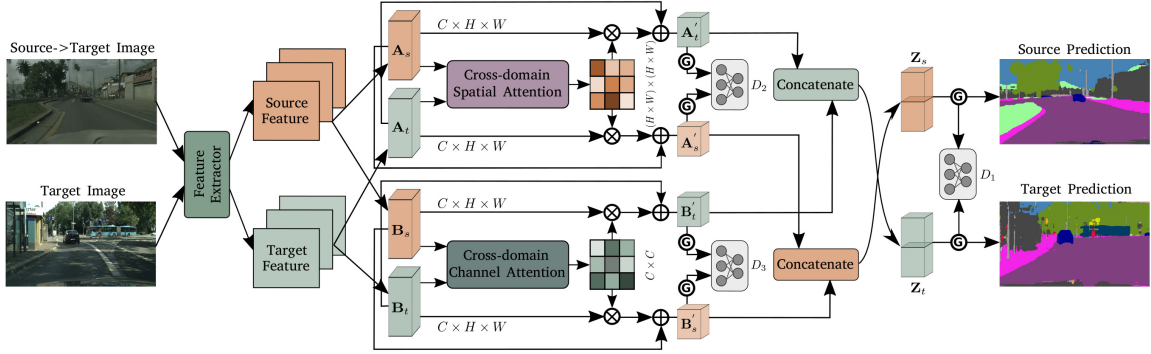 Source->Target Image
Target Image
Feature
Extractor
Source
Feature
Target
Feature
A_s
A_t
C × H × W
Cross-domain
Spatial Attention
C × H × W
(H × W) × (H × W)
A'_t
G
D_2
G
A'_s
B_s
B_t
C × H × W
Cross-domain
Channel Attention
C × H × W
C × C
B'_t
G
D_3
G
B'_s
Concatenate
Concatenate
Z_s
Z_t
G
D_1
G
Source Prediction
Target Prediction